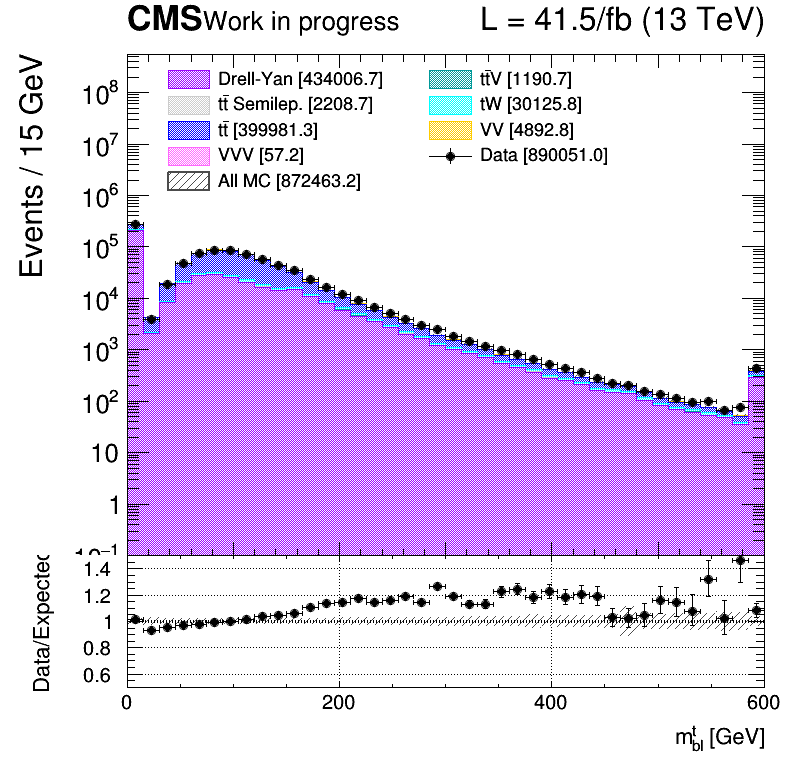 CMS Work in progress L = 41.5/fb (13 TeV)
Events / 15 GeV
Drell-Yan [434006.7]
tt̄ Semilep. [2208.7]
tt̄ [399981.3]
VVV [57.2]
All MC [872463.2]
tt̄V [1190.7]
tW [30125.8]
VV [4892.8]
Data [890051.0]
10⁸
10⁷
10⁶
10⁵
10⁴
10³
10²
10
1
10⁻¹
Data/Expected
1.4
1.2
1
0.8
0.6
0 200 400 600
mᵗbl [GeV]